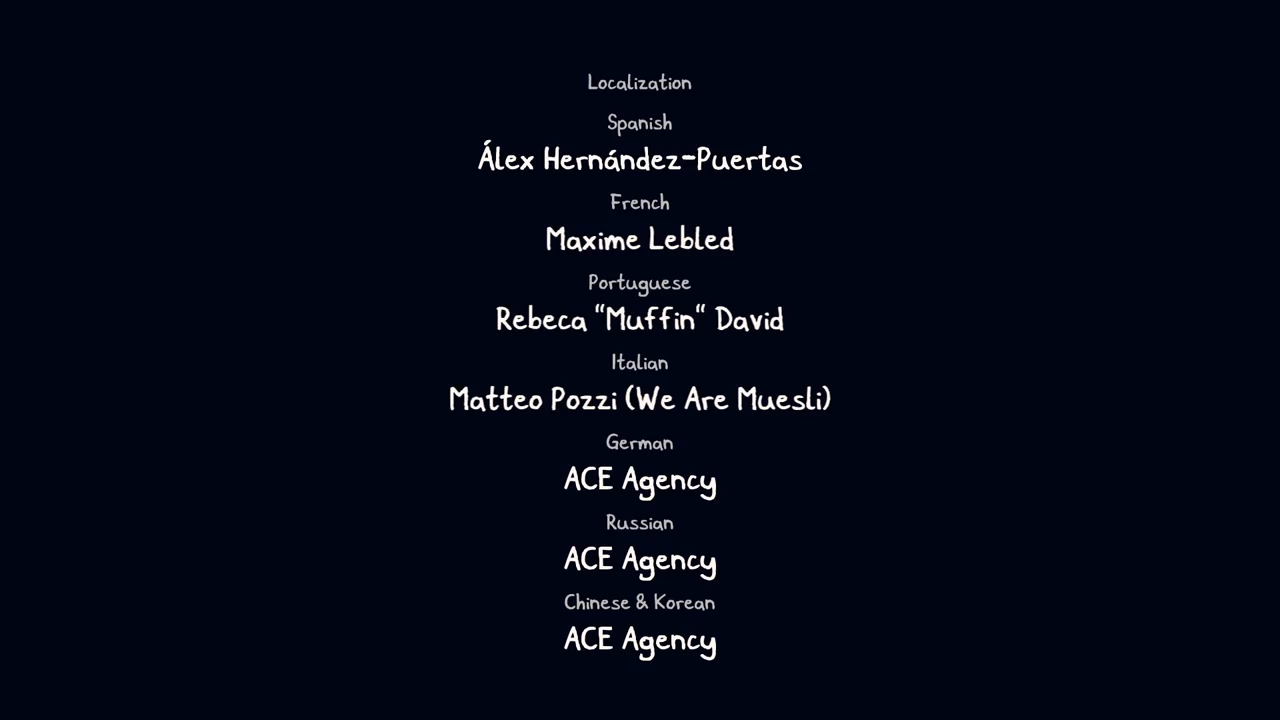 Localization
Spanish
Álex Hernández-Puertas
French
Maxime Lebled
Portuguese
Rebeca “Muffin“ David
Italian
Matteo Pozzi (We Are Muesli)
German
ACE Agency
Russian
ACE Agency
Chinese & Korean
ACE Agency